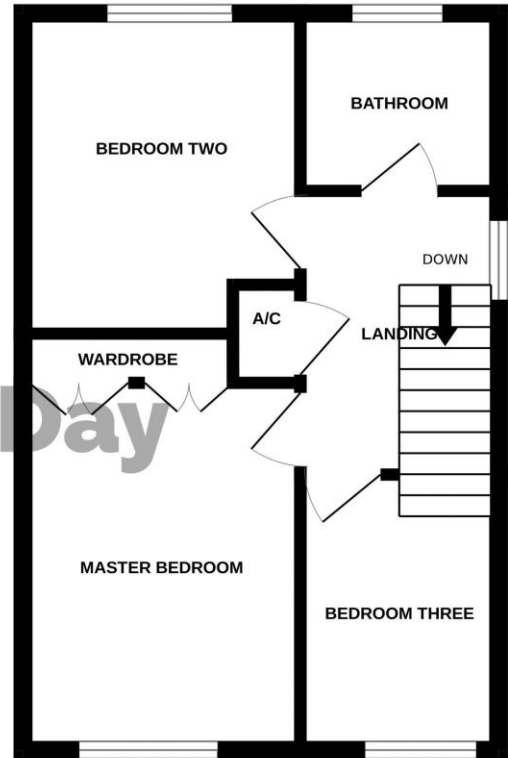 BATHROOM
BEDROOM TWO
DOWN
A/C
LANDING
WARDROBE
Day
MASTER BEDROOM
BEDROOM THREE